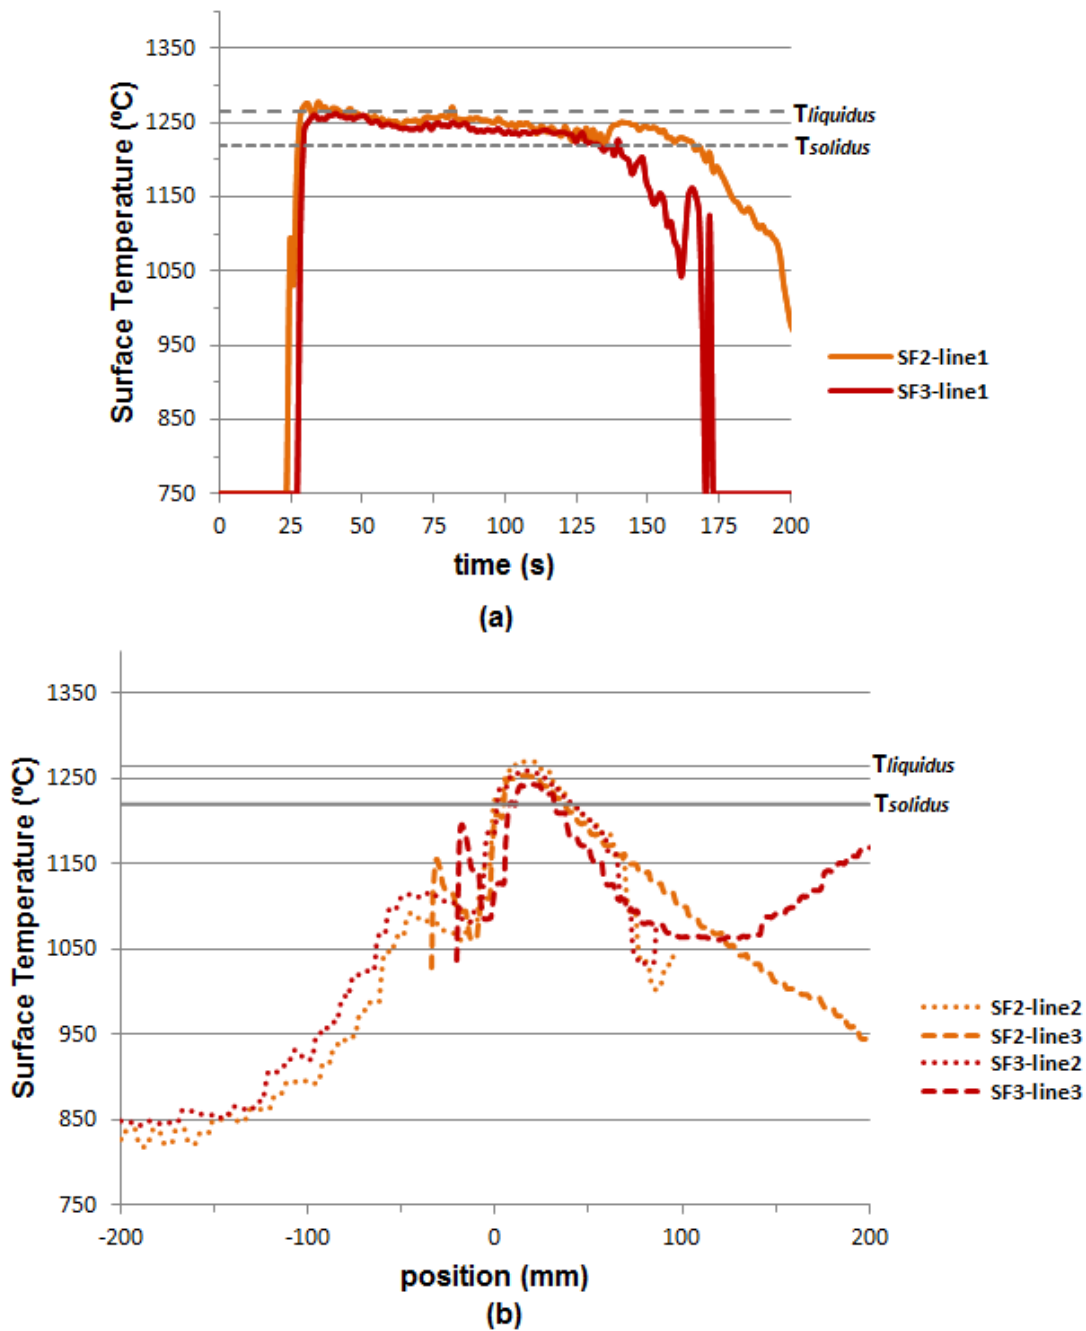 1350
1250
1150
1050
950
850
750
Surface Temperature (ºC)
Tliquidus
Tsolidus
SF2-line1
SF3-line1
0 25 50 75 100 125 150 175 200
time (s)
(a)
1350
1250
1150
1050
950
850
750
Surface Temperature (ºC)
Tliquidus
Tsolidus
SF2-line2
SF2-line3
SF3-line2
SF3-line3
-200 -100 0 100 200
position (mm)
(b)